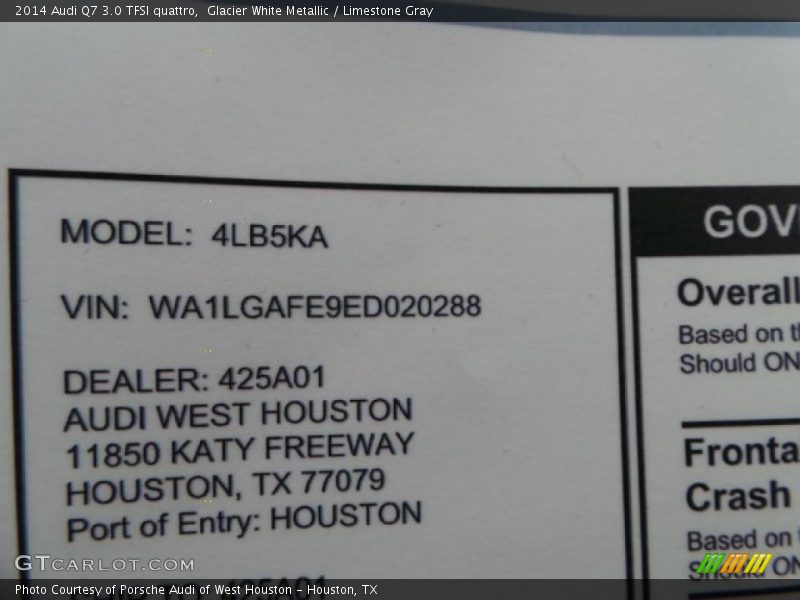 2014 Audi Q7 3.0 TFSI quattro, Glacier White Metallic / Limestone Gray
MODEL: 4LB5KA
VIN: WA1LGAFE9ED020288
DEALER: 425A01
AUDI WEST HOUSTON
11850 KATY FREEWAY
HOUSTON, TX 77079
Port of Entry: HOUSTON
425A01
GOV
Overall
Based on
Should
Fronta
Crash
Based on
Should
GTCARLOT.COM
Photo Courtesy of Porsche Audi of West Houston - Houston, TX